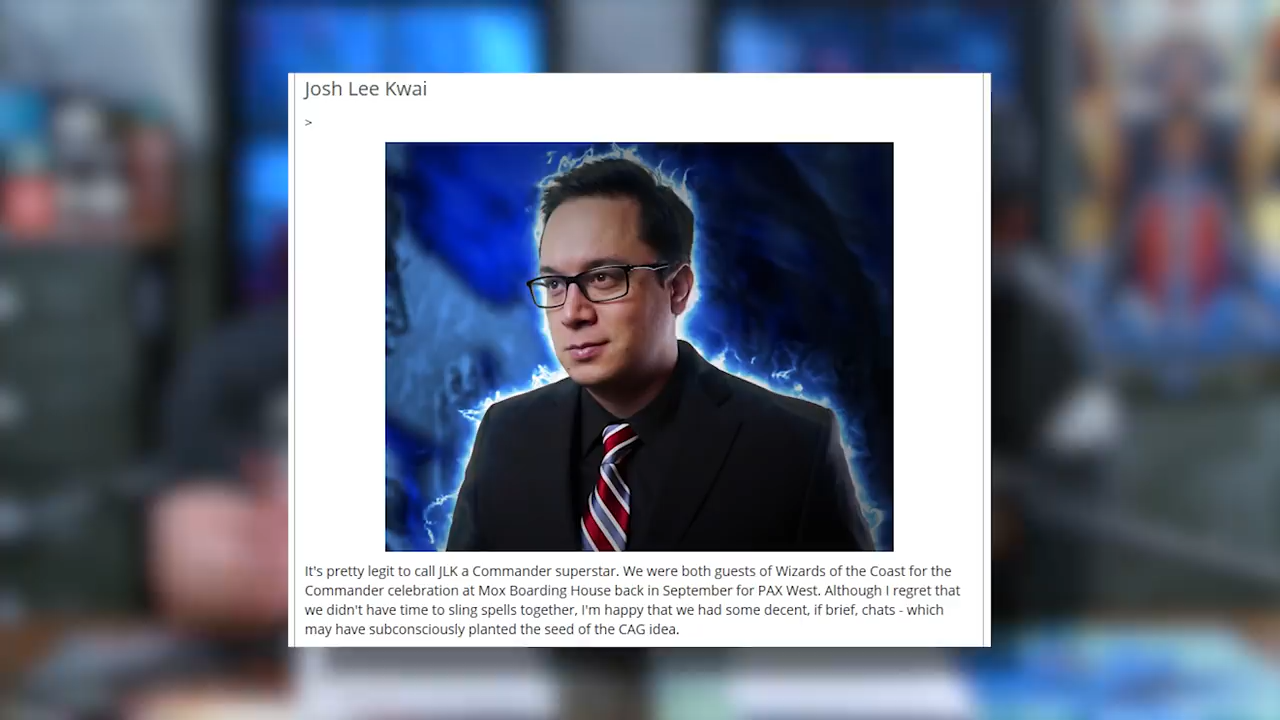 Josh Lee Kwai
>
It's pretty legit to call JLK a Commander superstar. We were both guests of Wizards of the Coast for the
Commander celebration at Mox Boarding House back in September for PAX West. Although I regret that
we didn't have time to sling spells together, I'm happy that we had some decent, if brief, chats - which
may have subconsciously planted the seed of the CAG idea.